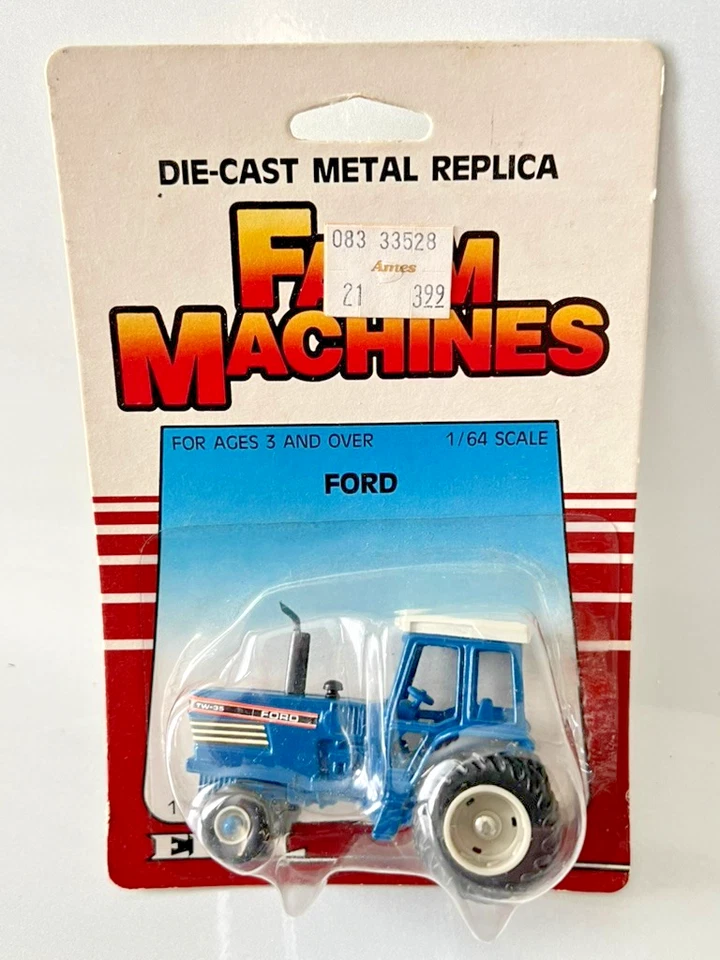 DIE-CAST METAL REPLICA
083 33528
Ames
21 399
MACHINES
FOR AGES 3 AND OVER 1/64 SCALE
FORD
TW-35 FORD
1